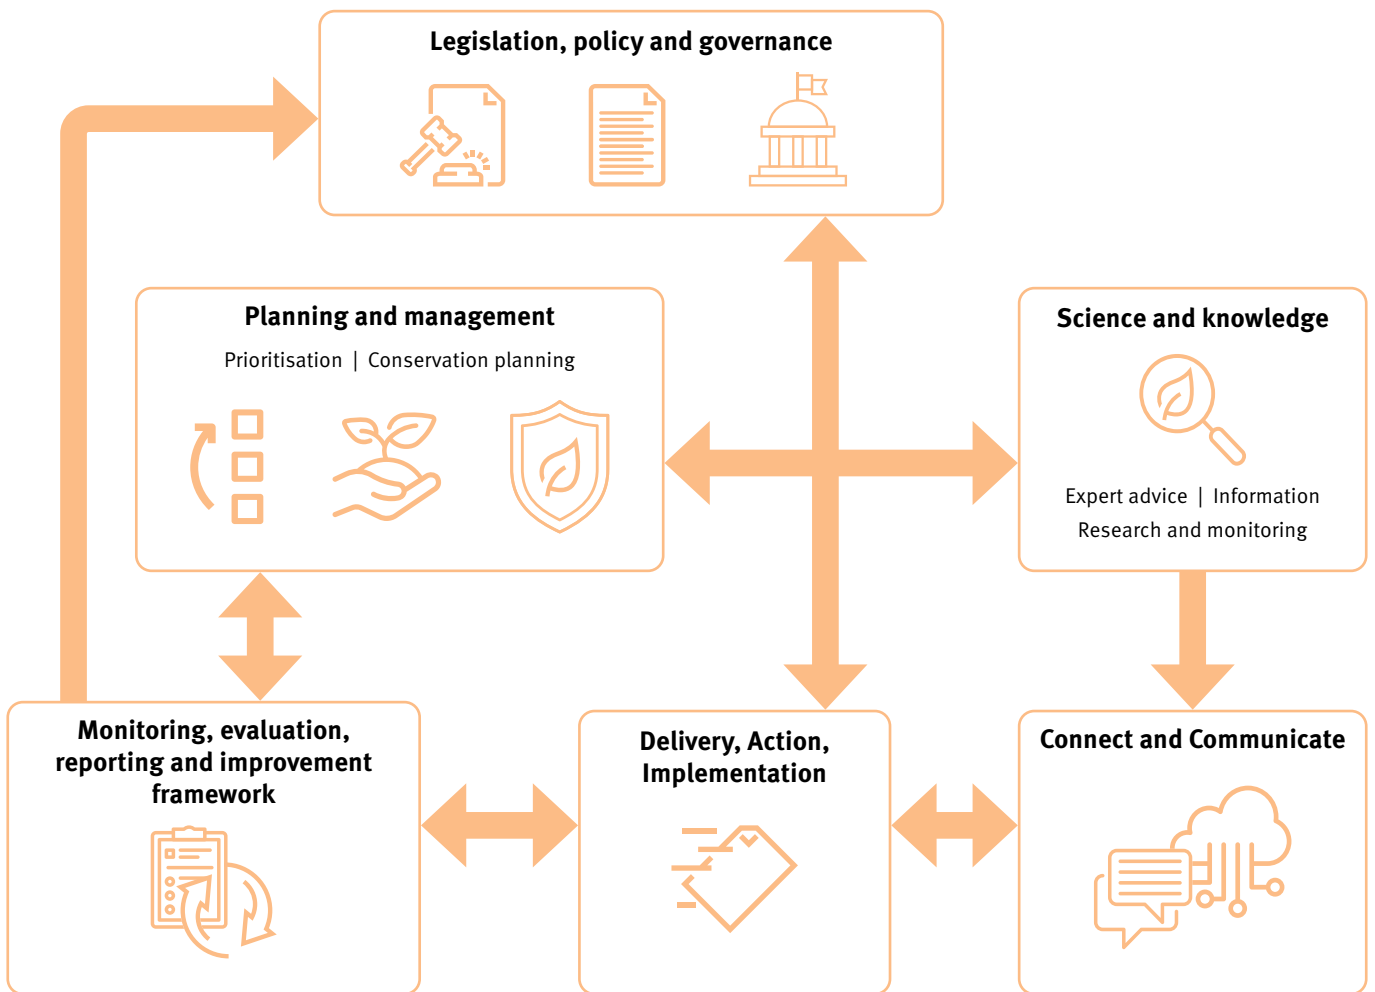 Legislation, policy and governance
Planning and management
Prioritisation | Conservation planning
Science and knowledge
Expert advice | Information
Research and monitoring
Monitoring, evaluation,
reporting and improvement
framework
Delivery, Action,
Implementation
Connect and Communicate